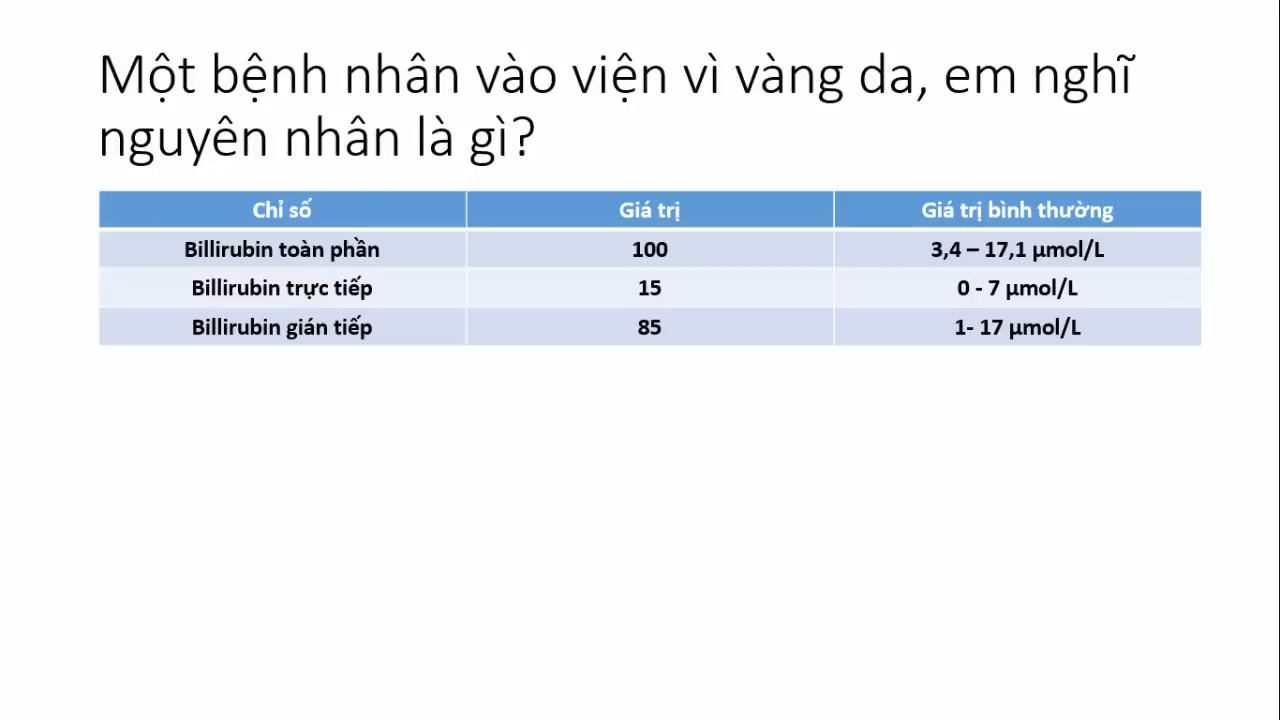 Một bệnh nhân vào viện vì vàng da, em nghĩ
nguyên nhân là gì?
Chỉ số Giá trị Giá trị bình thường
Billirubin toàn phần 100 3,4 – 17,1 µmol/L
Billirubin trực tiếp 15 0 - 7 µmol/L
Billirubin gián tiếp 85 1- 17 µmol/L